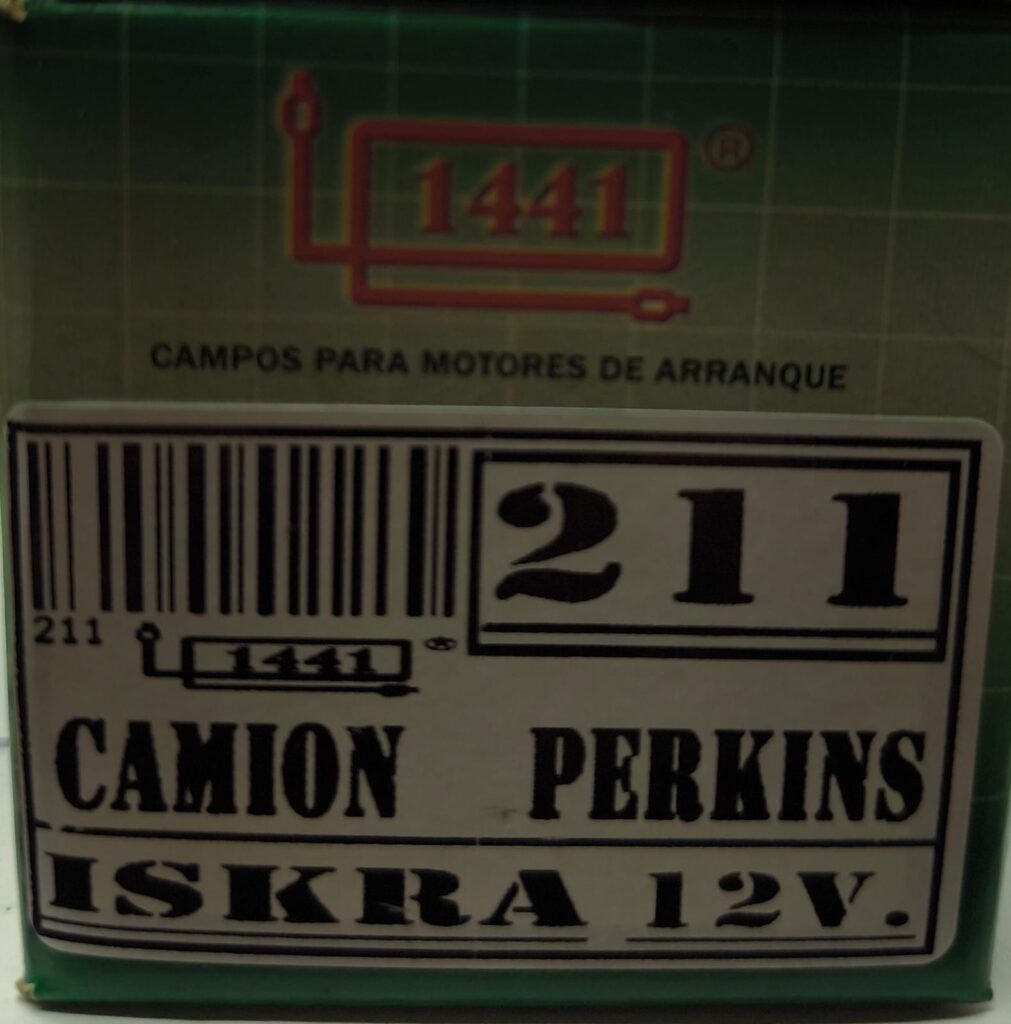 1441 ®
CAMPOS PARA MOTORES DE ARRANQUE
211
211
1441 ®
CAMION PERKINS
ISKRA 12V.